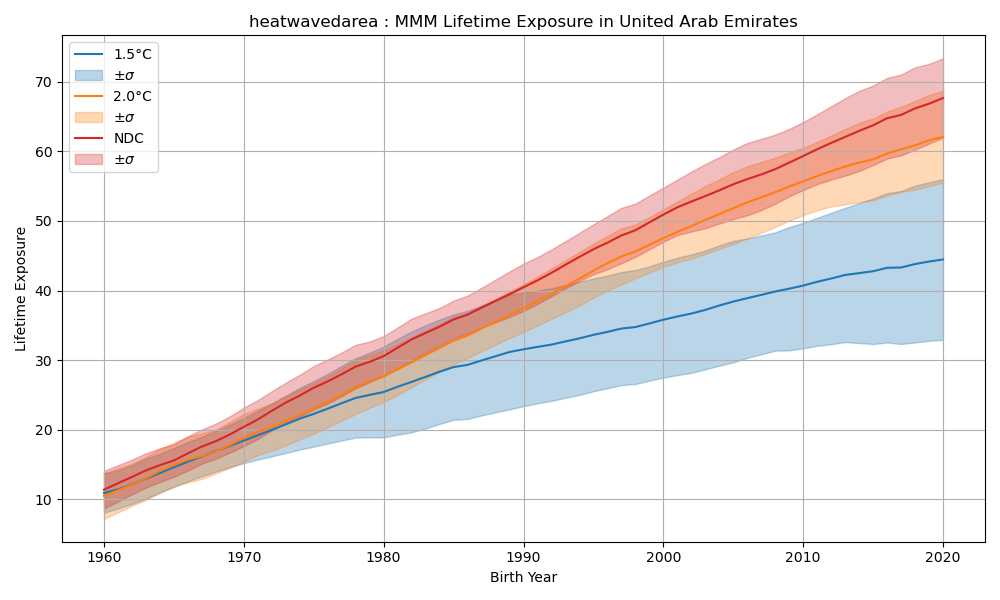 heatwavedarea : MMM Lifetime Exposure in United Arab Emirates
1.5°C
±σ
2.0°C
±σ
NDC
±σ
Lifetime Exposure
70
60
50
40
30
20
10
1960 1970 1980 1990 2000 2010 2020
Birth Year